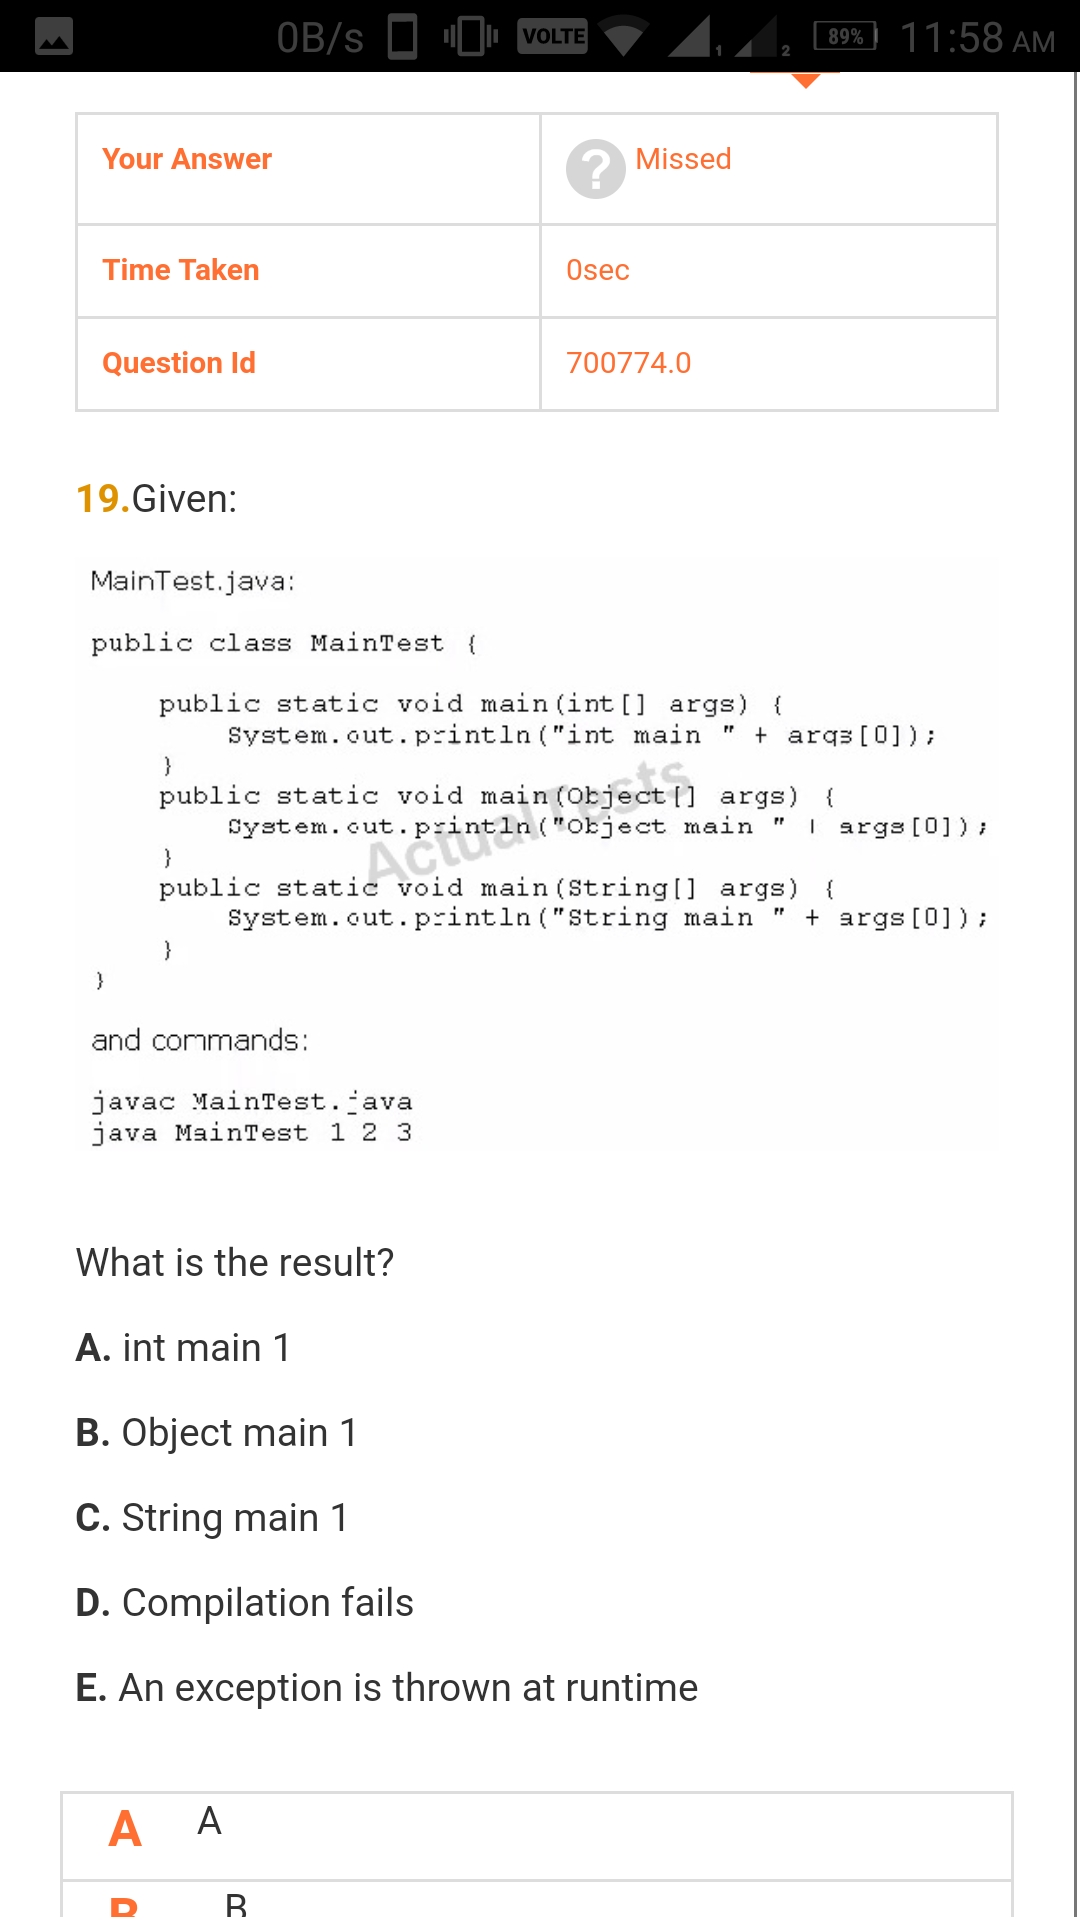 0B/s VOLTE 1 2 89% 11:58 AM
Your Answer ? Missed
Time Taken 0sec
Question Id 700774.0
19.Given:
MainTest.java:
public class MainTest {
public static void main(int[] args) {
System.out.println("int main " + args[0]);
}
public static void main(Object[] args) {
System.out.println("Object main " + args[0]);
}
public static void main(String[] args) {
System.out.println("String main " + args[0]);
}
}
ActualTests
and commands:
javac MainTest.java
java MainTest 1 2 3
What is the result?
A. int main 1
B. Object main 1
C. String main 1
D. Compilation fails
E. An exception is thrown at runtime
A A
B B